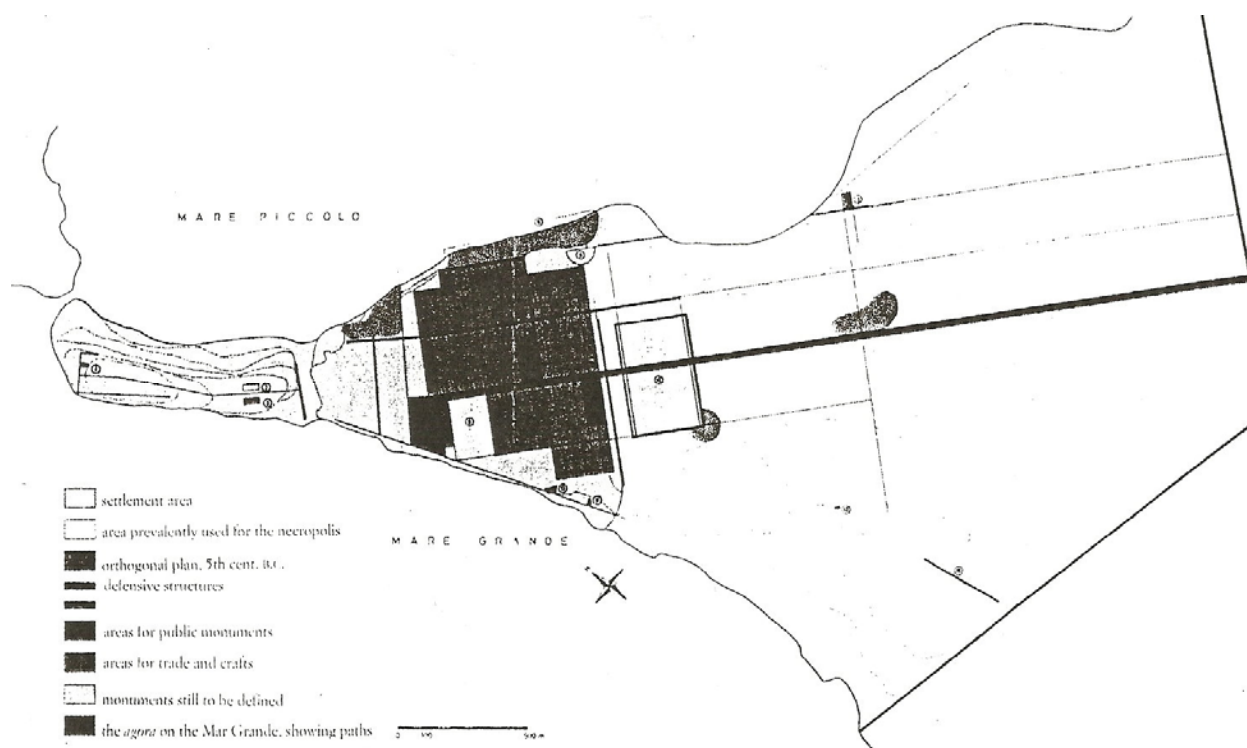 MARE PICCOLO
settlement area
area prevalently used for the necropolis
MARE GRANDE
orthogonal plan, 5th cent. B.C.
defensive structures
areas for public monuments
areas for trade and crafts
monuments still to be defined
the agora on the Mar Grande, showing paths
0
500 m